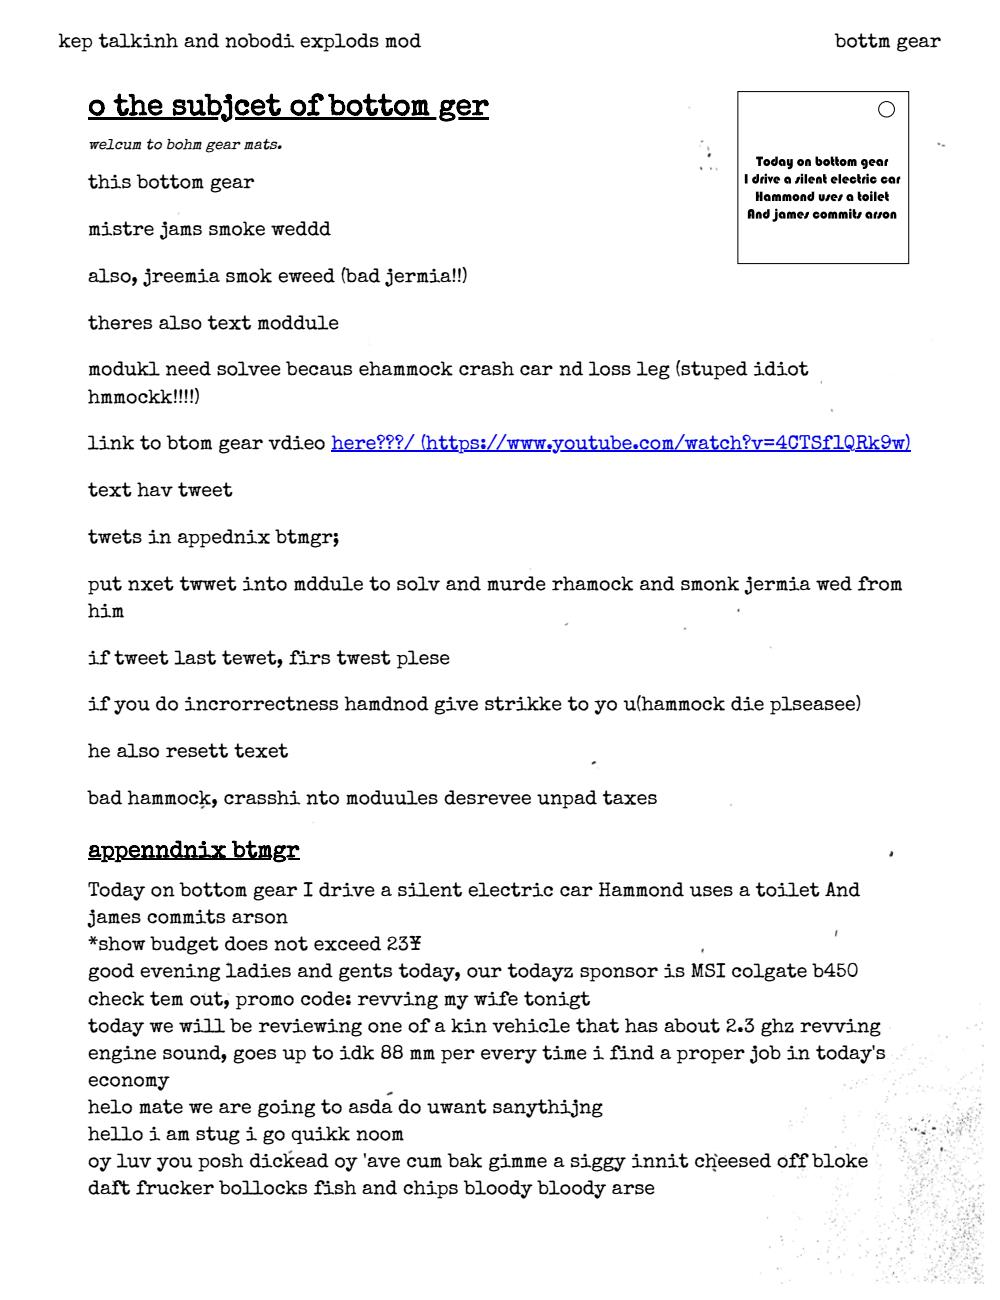 kep talkinh and nobodi explods mod
bottm gear
o the subjcet of bottom ger
welcum to bohm gear mats.
this bottom gear
mistre jams smoke weddd
also, jreemia smok eweed (bad jermia!!)
theres also text moddule
modukl need solvee becaus ehammock crash car nd loss leg (stuped idiot
hmmockk!!!!)
link to btom gear vdieo here???/ (https://www.youtube.com/watch?v=4CTSflQRk9w)
text hav tweet
twets in appednix btmgr;
put nxet twwet into mddule to solv and murde rhamock and smonk jermia wed from
him
if tweet last tewet, firs twest plese
if you do incrorrectness hamdnod give strikke to yo u(hammock die plseasee)
he also resett texet
bad hammock, crasshi nto moduules desrevee unpad taxes
Today on bottom gear
I drive a silent electric car
Hammond uses a toilet
And james commits arson
appenndnix btmgr
Today on bottom gear I drive a silent electric car Hammond uses a toilet And
james commits arson
*show budget does not exceed 23¥
good evening ladies and gents today, our todayz sponsor is MSI colgate b450
check tem out, promo code: revving my wife tonigt
today we will be reviewing one of a kin vehicle that has about 2.3 ghz revving
engine sound, goes up to idk 88 mm per every time i find a proper job in today's
economy
helo mate we are going to asda do uwant sanythijng
hello i am stug i go quikk noom
oy luv you posh dickead oy 'ave cum bak gimme a siggy innit cheesed off bloke
daft frucker bollocks fish and chips bloody bloody arse